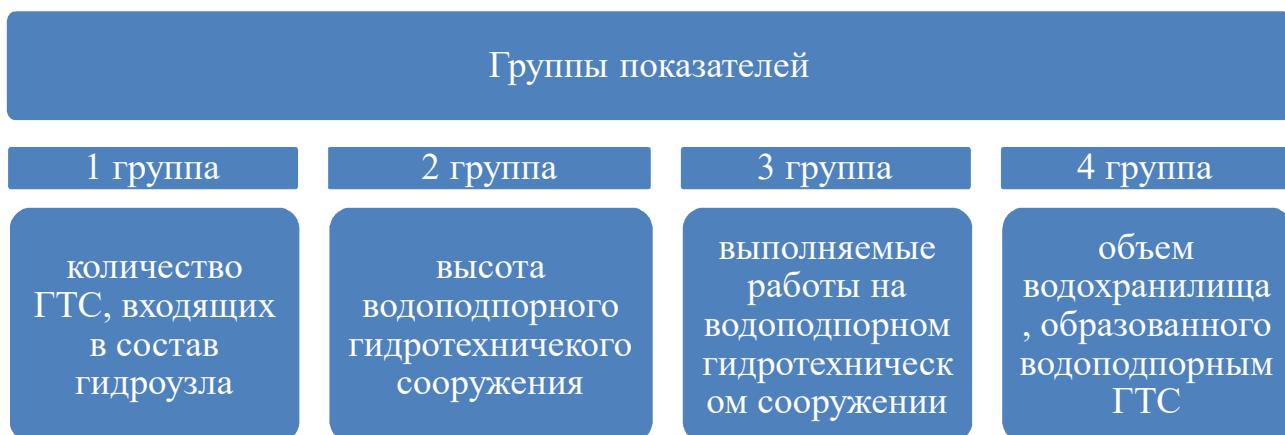 Группы показателей
1 группа
2 группа
3 группа
4 группа
количество
ГТС, входящих
в состав
гидроузла
высота
водоподпорного
гидротехничекого
сооружения
выполняемые
работы на
водоподпорном
гидротехническ
ом сооружении
объем
водохранилища
, образованного
водоподпорным
ГТС